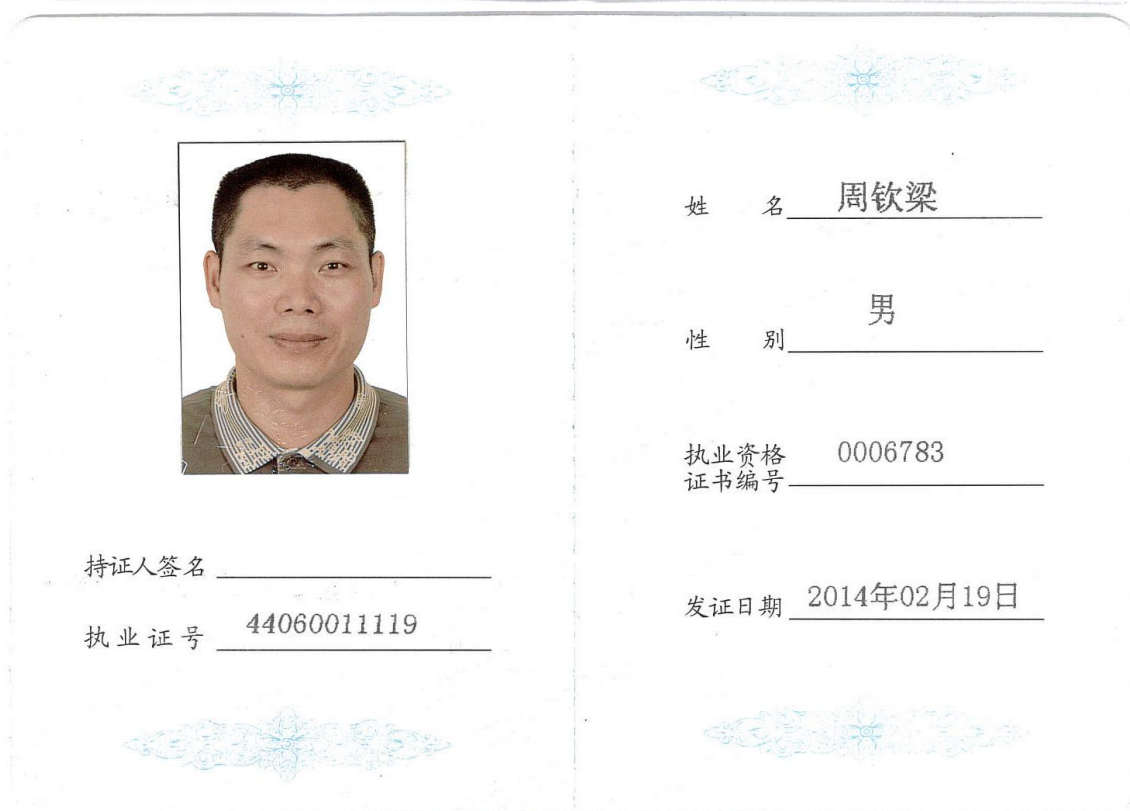 持证人签名
执业证号 44060011119
姓名 周钦梁
性别 男
执业资格
证书编号 0006783
发证日期 2014年02月19日